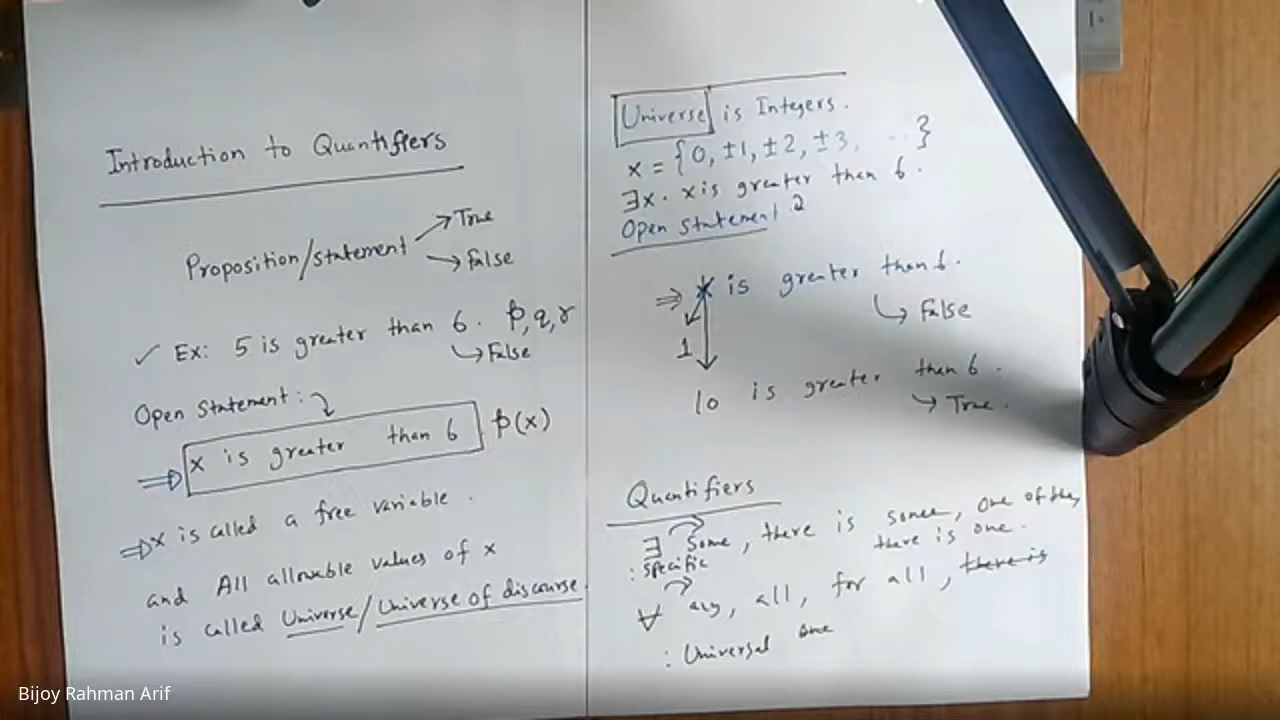 Introduction to Quantifiers
Proposition/statement → True
→ False
✓ Ex: 5 is greater than 6. p, q, r
↳ False
Open Statement:
⇒ x is greater than 6 p(x)
⇒ x is called a free variable.
and All allowable values of x
is called Universe/Universe of discourse.
Universe is Integers.
x = {0, ±1, ±2, ±3, ...}
∃x. x is greater than 6.
Open Statement 2
⇒ x is greater than 6.
↳ False
1
10 is greater than 6.
↳ True.
Quantifiers
∃ Some, there is some, one of they
: specific there is one.
∀ any, all, for all, there is
: Universal one
Bijoy Rahman Arif